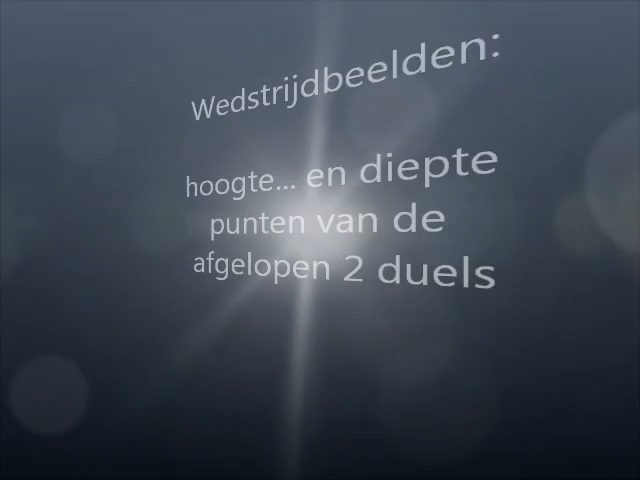 Wedstrijdbeelden:
hoogte... en diepte
punten van de
afgelopen 2 duels